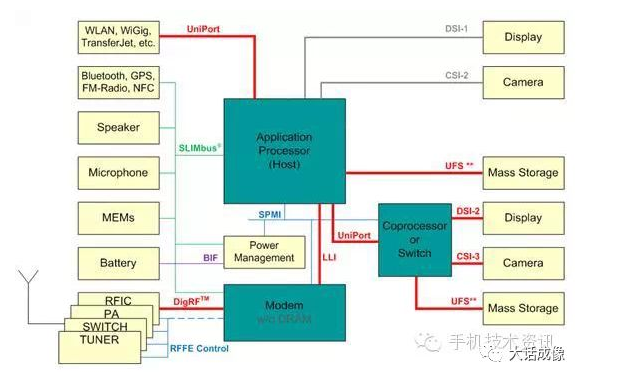 WLAN, WiGig,
TransferJet, etc.
UniPort
DSI-1
Display
Bluetooth, GPS,
FM-Radio, NFC
CSI-2
Camera
Speaker
SLIMbus®
Application
Processor
(Host)
Microphone
UFS **
Mass Storage
MEMs
SPMI
DSI-2
Display
Coprocessor
or
Switch
UniPort
Battery
BIF
Power
Management
LLI
CSI-3
Camera
RFIC
PA
SWITCH
TUNER
DigRF™
Modem
w/o DRAM
UFS**
Mass Storage
RFFE Control
手机技术资讯
大话成像